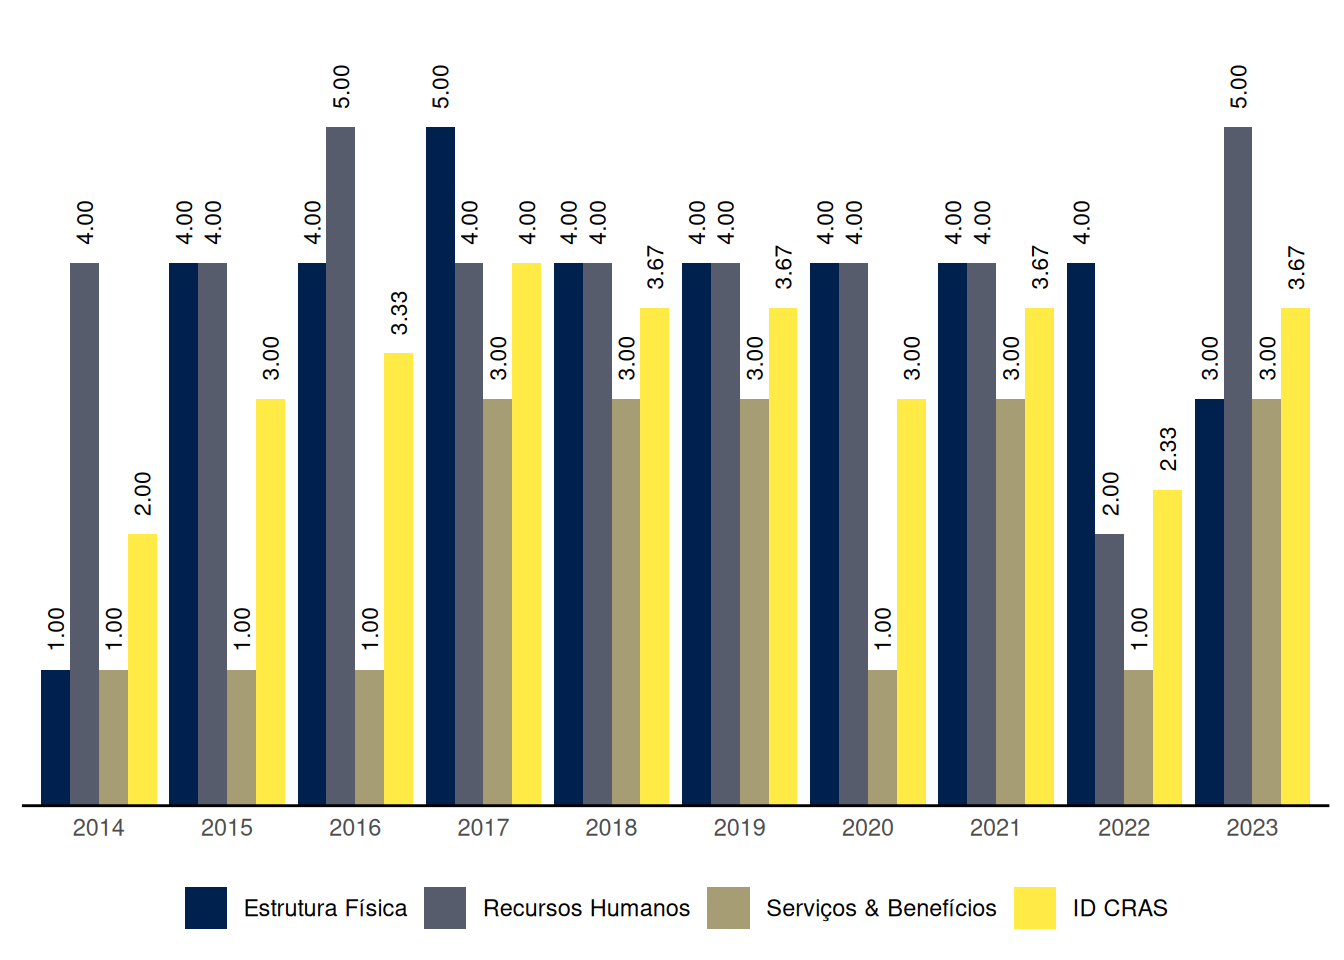 5.00 5.00 5.00
4.00 4.00 4.00 4.00 4.00 4.00 4.00 4.00 4.00 4.00 4.00 4.00 4.00 4.00 4.00 4.00
3.67 3.67 3.67 3.67
3.33
3.00 3.00 3.00 3.00 3.00 3.00 3.00 3.00
2.33
2.00 2.00
1.00 1.00 1.00 1.00 1.00 1.00
2014 2015 2016 2017 2018 2019 2020 2021 2022 2023
Estrutura Física Recursos Humanos Serviços & Benefícios ID CRAS